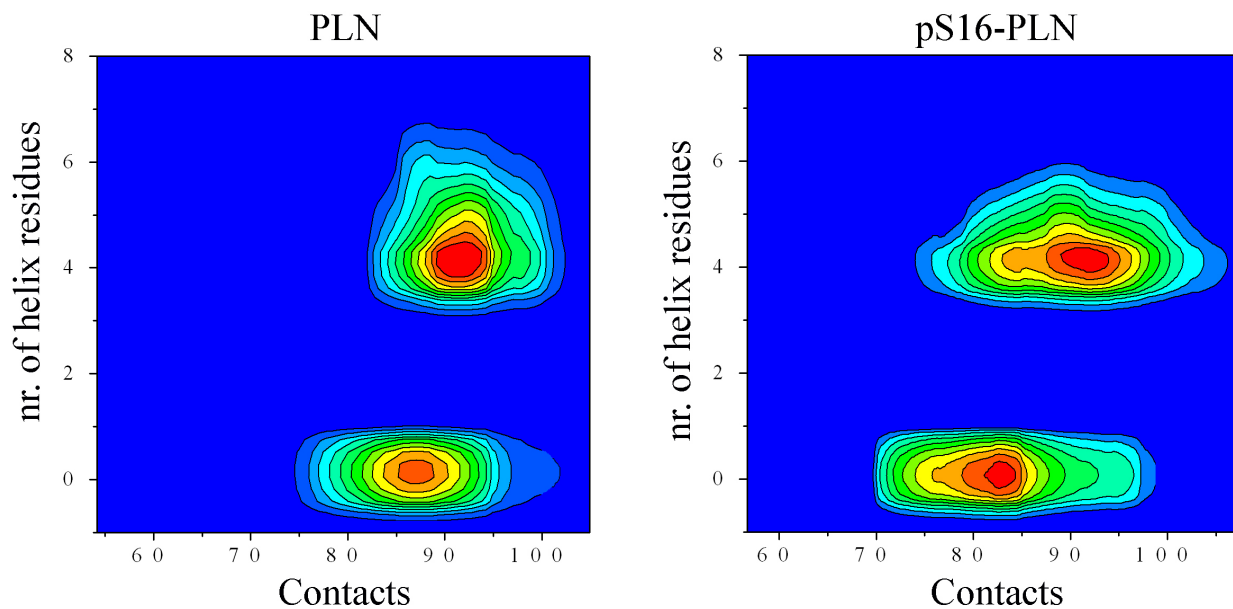 PLN
nr. of helix residues
8
6
4
2
0
60 70 80 90 100
Contacts
pS16-PLN
nr. of helix residues
8
6
4
2
0
60 70 80 90 100
Contacts